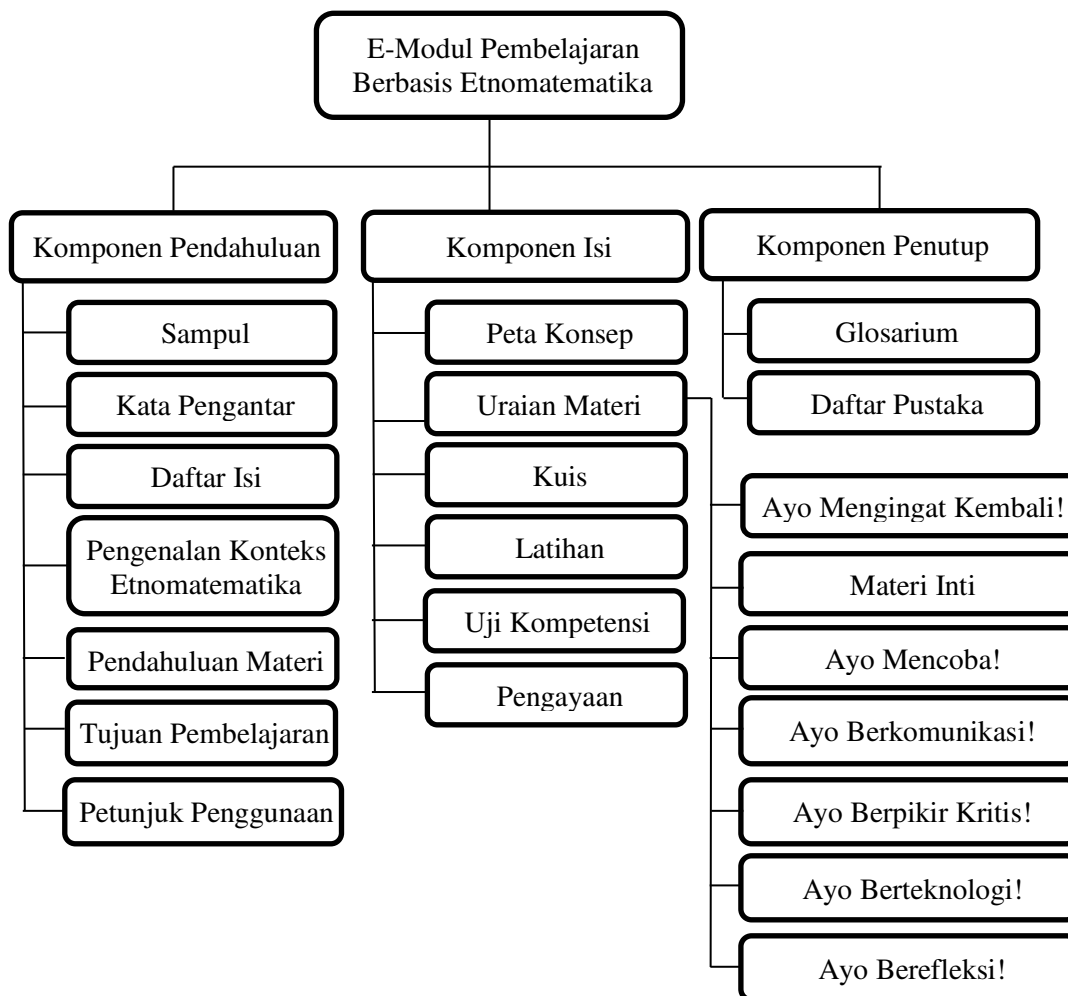 E-Modul Pembelajaran
Berbasis Etnomatematika
Komponen Pendahuluan
Sampul
Kata Pengantar
Daftar Isi
Pengenalan Konteks
Etnomatematika
Pendahuluan Materi
Tujuan Pembelajaran
Petunjuk Penggunaan
Komponen Isi
Peta Konsep
Uraian Materi
Kuis
Latihan
Uji Kompetensi
Pengayaan
Komponen Penutup
Glosarium
Daftar Pustaka
Ayo Mengingat Kembali!
Materi Inti
Ayo Mencoba!
Ayo Berkomunikasi!
Ayo Berpikir Kritis!
Ayo Berteknologi!
Ayo Berefleksi!